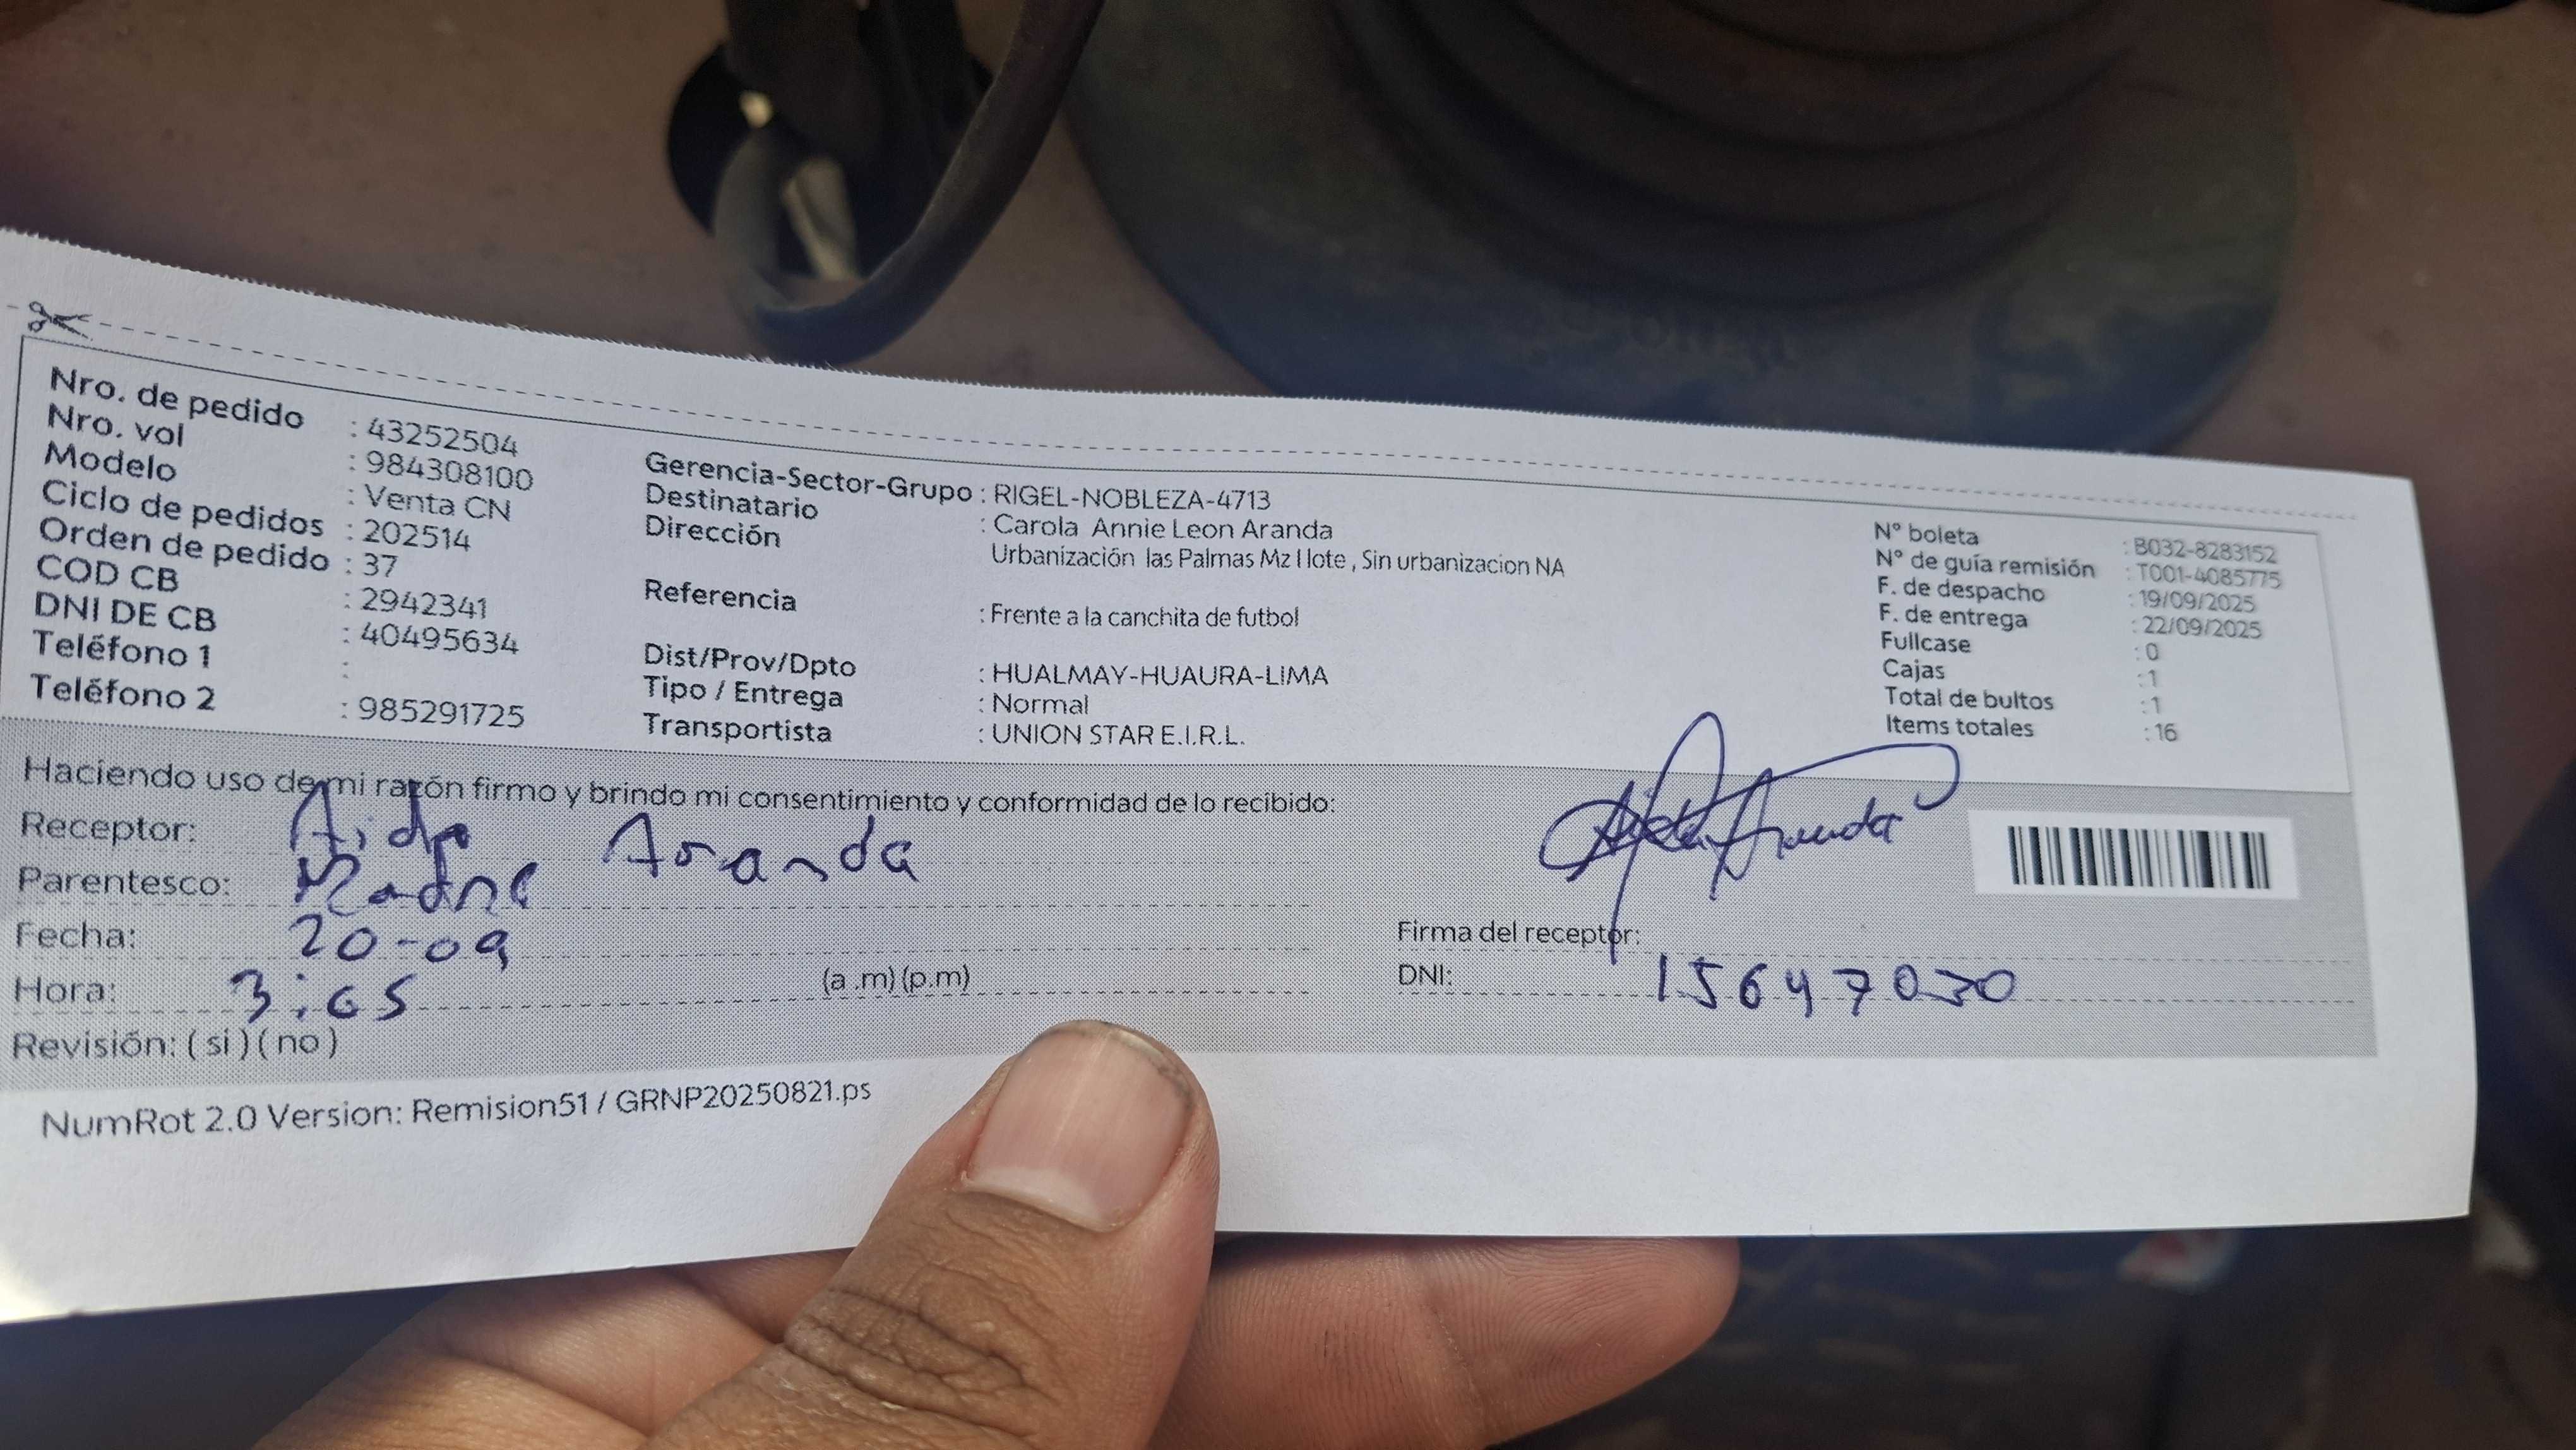 Nro. de pedido : 43252504
Nro. vol : 984308100
Modelo : Venta CN
Ciclo de pedidos : 202514
Orden de pedido : 37
COD CB : 2942341
DNI DE CB : 40495634
Teléfono 1 :
Teléfono 2 : 985291725
Gerencia-Sector-Grupo : RIGEL-NOBLEZA-4713
Destinatario : Carola Annie Leon Aranda
Dirección Urbanización las Palmas Mz I lote , Sin urbanizacion NA
Referencia : Frente a la canchita de futbol
Dist/Prov/Dpto : HUALMAY-HUAURA-LIMA
Tipo / Entrega : Normal
Transportista : UNION STAR E.I.R.L.
N° boleta : B032-8283152
N° de guía remisión : T001-4085775
F. de despacho : 19/09/2025
F. de entrega : 22/09/2025
Fullcase : 0
Cajas : 1
Total de bultos : 1
Items totales : 16
Haciendo uso de mi razón firmo y brindo mi consentimiento y conformidad de lo recibido:
Receptor: Aida Aranda
Parentesco: Madre
Fecha: 20-09
Hora: 3:05 (a .m) (p.m)
Revisión: ( si ) ( no )
Firma del receptor:
DNI: 15647030
NumRot 2.0 Version: Remision51 / GRNP20250821.ps